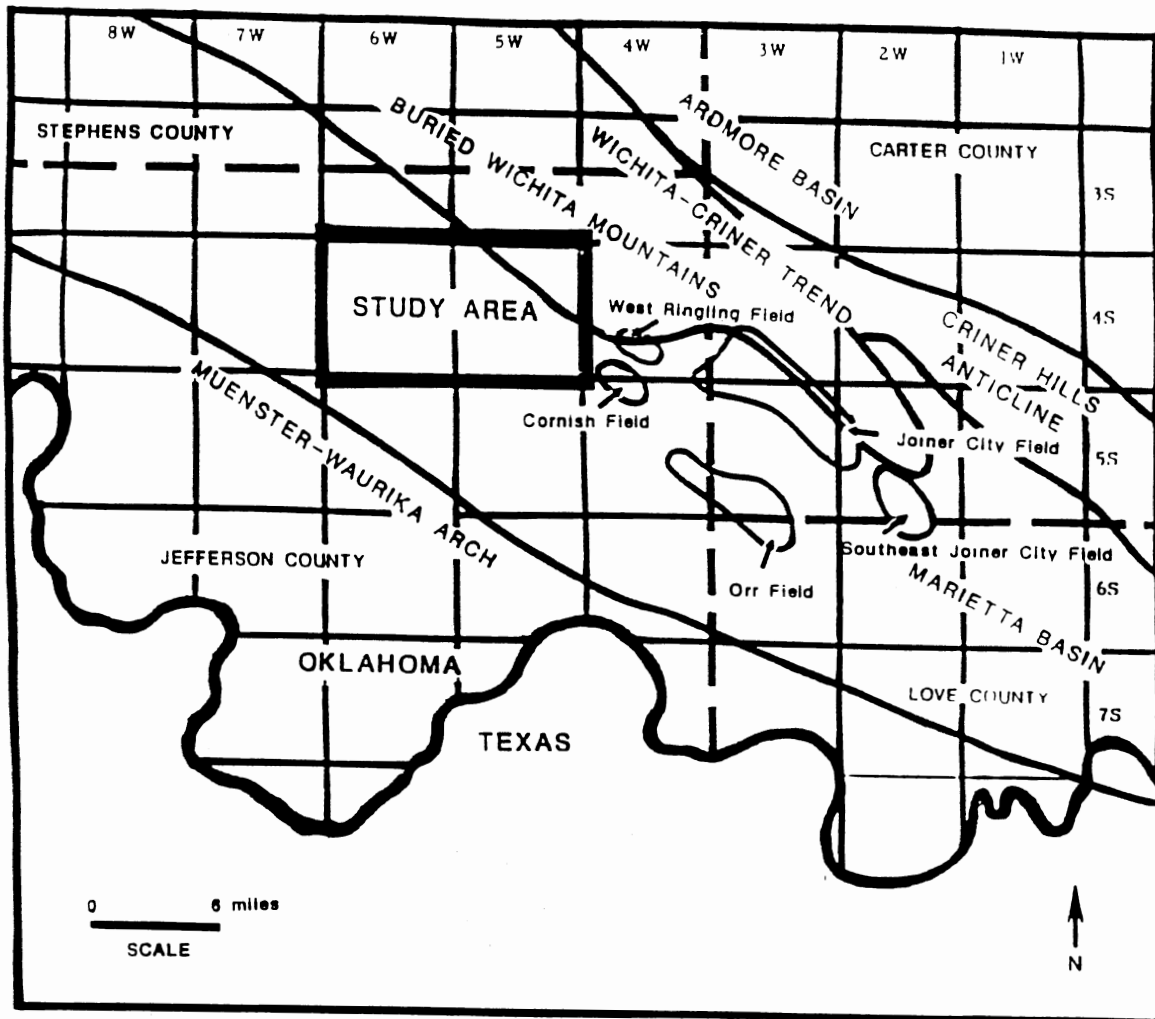 8W 7W 6W 5W 4W 3W 2W 1W
ARDMORE BASIN
STEPHENS COUNTY
BURIED WICHITA MOUNTAINS
WICHITA-CRINER TREND
CARTER COUNTY
3S
STUDY AREA
West Ringling Field
4S
CRINER HILLS
ANTICLINE
MUENSTER-WAURIKA ARCH
Cornish Field
Joiner City Field
5S
JEFFERSON COUNTY
Southeast Joiner City Field
Orr Field
6S
MARIETTA BASIN
OKLAHOMA
LOVE COUNTY
7S
TEXAS
0 6 miles
SCALE
N